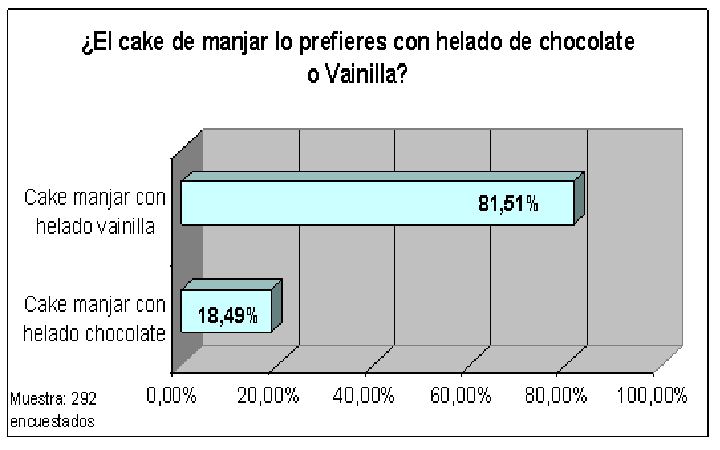 ¿El cake de manjar lo prefieres con helado de chocolate
o Vainilla?
Cake manjar con
helado vainilla
81,51%
Cake manjar con
helado chocolate
18,49%
0,00% 20,00% 40,00% 60,00% 80,00% 100,00%
Muestra: 292
encuestados